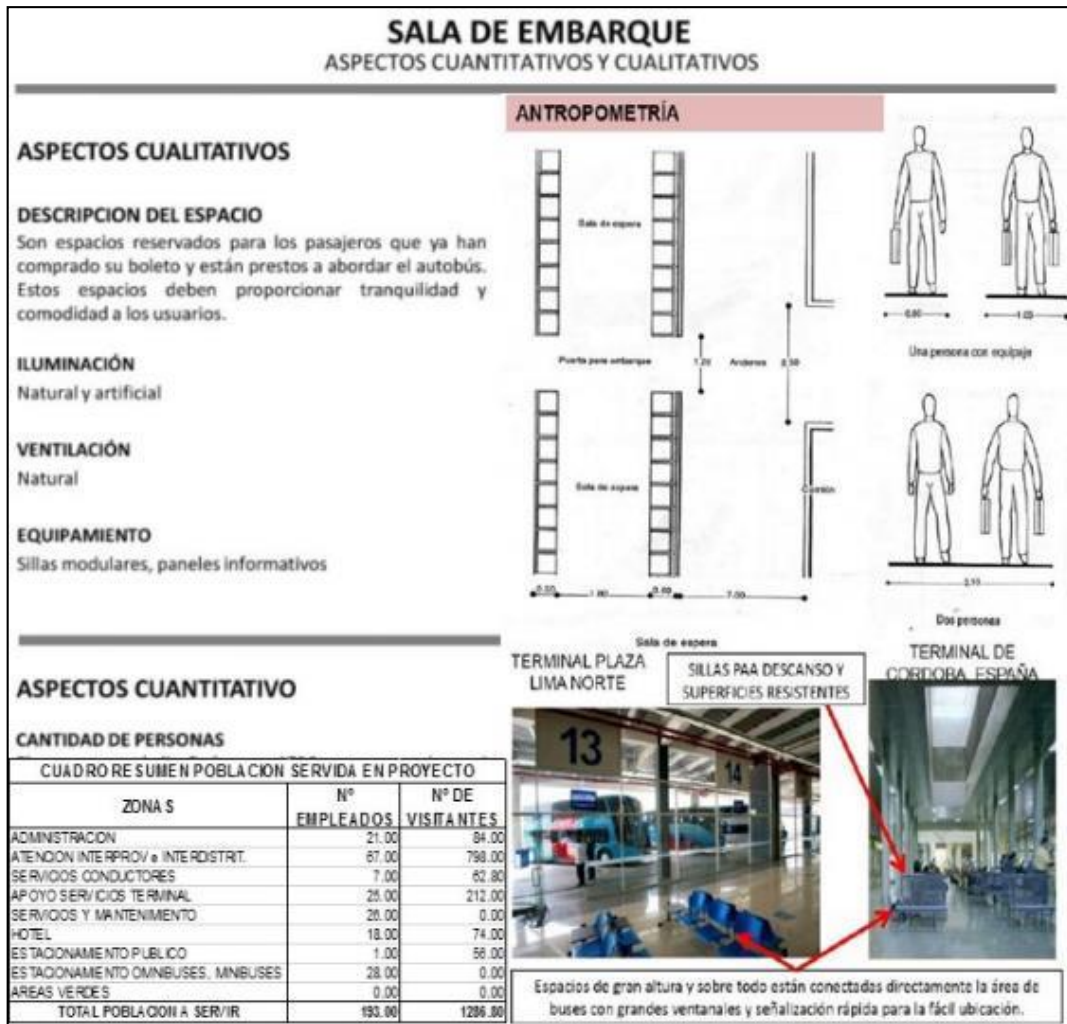 SALA DE EMBARQUE
ASPECTOS CUANTITATIVOS Y CUALITATIVOS
ASPECTOS CUALITATIVOS
DESCRIPCION DEL ESPACIO
Son espacios reservados para los pasajeros que ya han
comprado su boleto y están prestos a abordar el autobús.
Estos espacios deben proporcionar tranquilidad y
comodidad a los usuarios.
ILUMINACIÓN
Natural y artificial
VENTILACIÓN
Natural
EQUIPAMIENTO
Sillas modulares, paneles informativos
ANTROPOMETRÍA
Sala de espera
Puerta para embarque
1.20
Andenes
Sala de espera
Sala de espera
Una persona con equipaje
Dos personas
ASPECTOS CUANTITATIVO
CANTIDAD DE PERSONAS
CUADRO RESUMEN POBLACION SERVIDA EN PROYECTO
ZONAS Nº EMPLEADOS Nº DE VISITANTES
ADMINISTRACION 21.00 84.00
ATENCION INTERPROV e INTERDISTRIT. 67.00 798.00
SERVICIOS CONDUCTORES 7.00 62.80
APOYO SERVICIOS TERMINAL 25.00 212.00
SERVICIOS Y MANTENIMIENTO 26.00 0.00
HOTEL 18.00 74.00
ESTACIONAMIENTO PUBLICO 1.00 56.00
ESTACIONAMIENTO OMNIBUSES, MINIBUSES 28.00 0.00
AREAS VERDES 0.00 0.00
TOTAL POBLACION A SERVIR 193.00 1286.80
TERMINAL PLAZA
LIMA NORTE
SILLAS PAA DESCANSO Y
SUPERFICIES RESISTENTES
TERMINAL DE
CORDOBA, ESPAÑA
13
14
Espacios de gran altura y sobre todo están conectadas directamente la área de
buses con grandes ventanales y señalización rápida para la fácil ubicación.